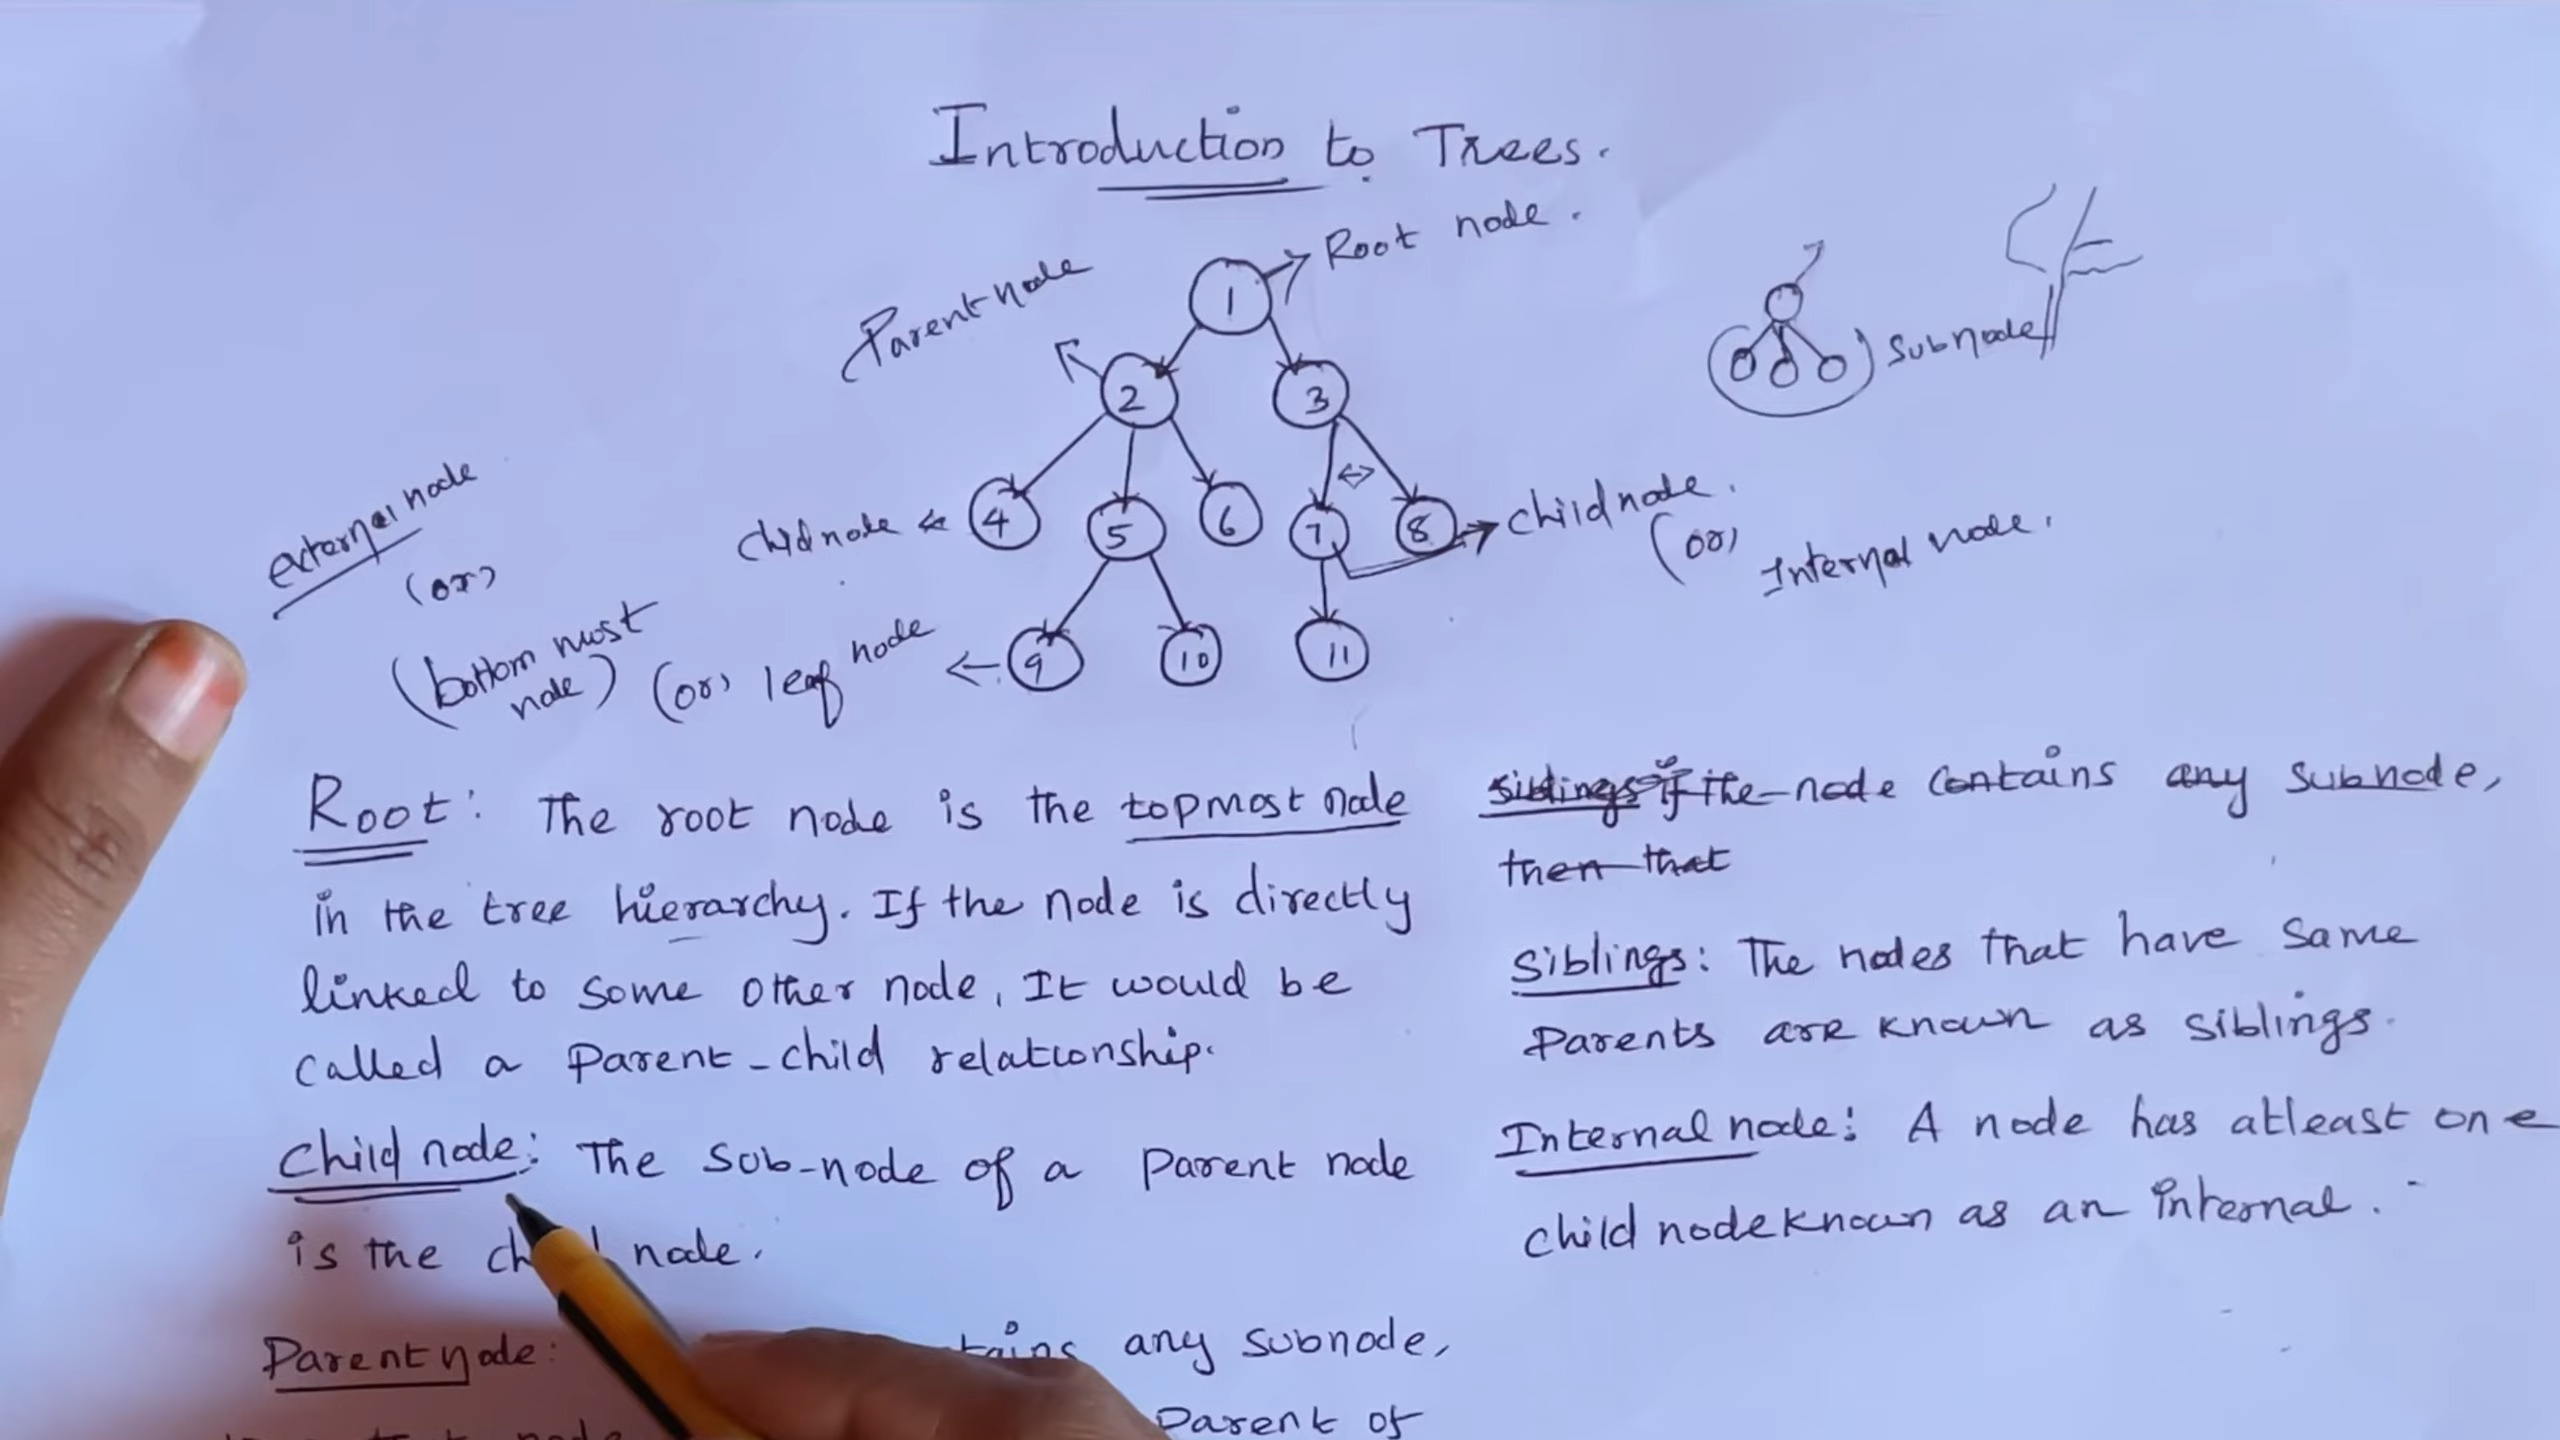 Introduction to Trees.
Root node.
Parent node
1
2
3
subnode
external node
(or)
(bottom most
node) (or) leaf node
child node
4
5
6
7
8
child node.
(or)
Internal node.
9
10
11
Root: The root node is the topmost node
in the tree hierarchy. If the node is directly
linked to some other node, It would be
called a Parent-child relationship.
Child node: The Sub-node of a Parent node
is the node.
Parent node: any subnode,
Parent of
Siblings if the node contains any subnode,
then that
Siblings: The nodes that have same
Parents are known as siblings.
Internal node: A node has atleast one
child node known as an internal.